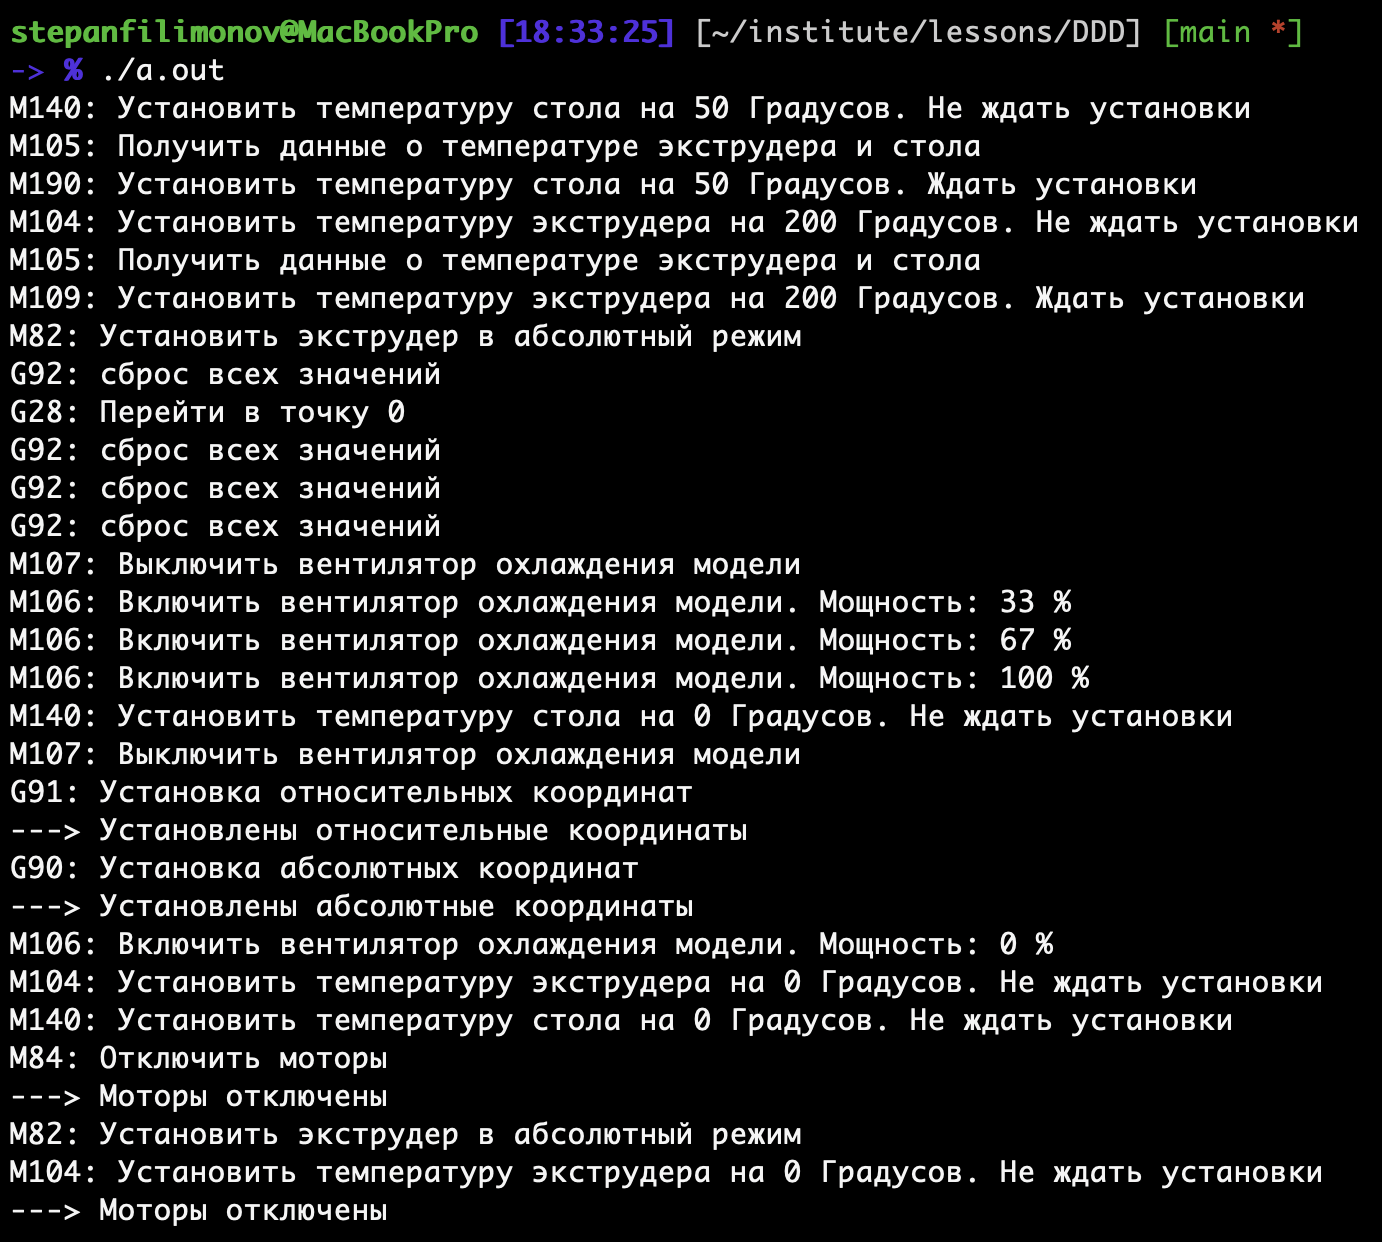 stepanfilimonov@MacBookPro [18:33:25] [~/institute/lessons/DDD] [main *]
-> % ./a.out
M140: Установить температуру стола на 50 Градусов. Не ждать установки
M105: Получить данные о температуре экструдера и стола
M190: Установить температуру стола на 50 Градусов. Ждать установки
M104: Установить температуру экструдера на 200 Градусов. Не ждать установки
M105: Получить данные о температуре экструдера и стола
M109: Установить температуру экструдера на 200 Градусов. Ждать установки
M82: Установить экструдер в абсолютный режим
G92: сброс всех значений
G28: Перейти в точку 0
G92: сброс всех значений
G92: сброс всех значений
G92: сброс всех значений
M107: Выключить вентилятор охлаждения модели
M106: Включить вентилятор охлаждения модели. Мощность: 33 %
M106: Включить вентилятор охлаждения модели. Мощность: 67 %
M106: Включить вентилятор охлаждения модели. Мощность: 100 %
M140: Установить температуру стола на 0 Градусов. Не ждать установки
M107: Выключить вентилятор охлаждения модели
G91: Установка относительных координат
---> Установлены относительные координаты
G90: Установка абсолютных координат
---> Установлены абсолютные координаты
M106: Включить вентилятор охлаждения модели. Мощность: 0 %
M104: Установить температуру экструдера на 0 Градусов. Не ждать установки
M140: Установить температуру стола на 0 Градусов. Не ждать установки
M84: Отключить моторы
---> Моторы отключены
M82: Установить экструдер в абсолютный режим
M104: Установить температуру экструдера на 0 Градусов. Не ждать установки
---> Моторы отключены